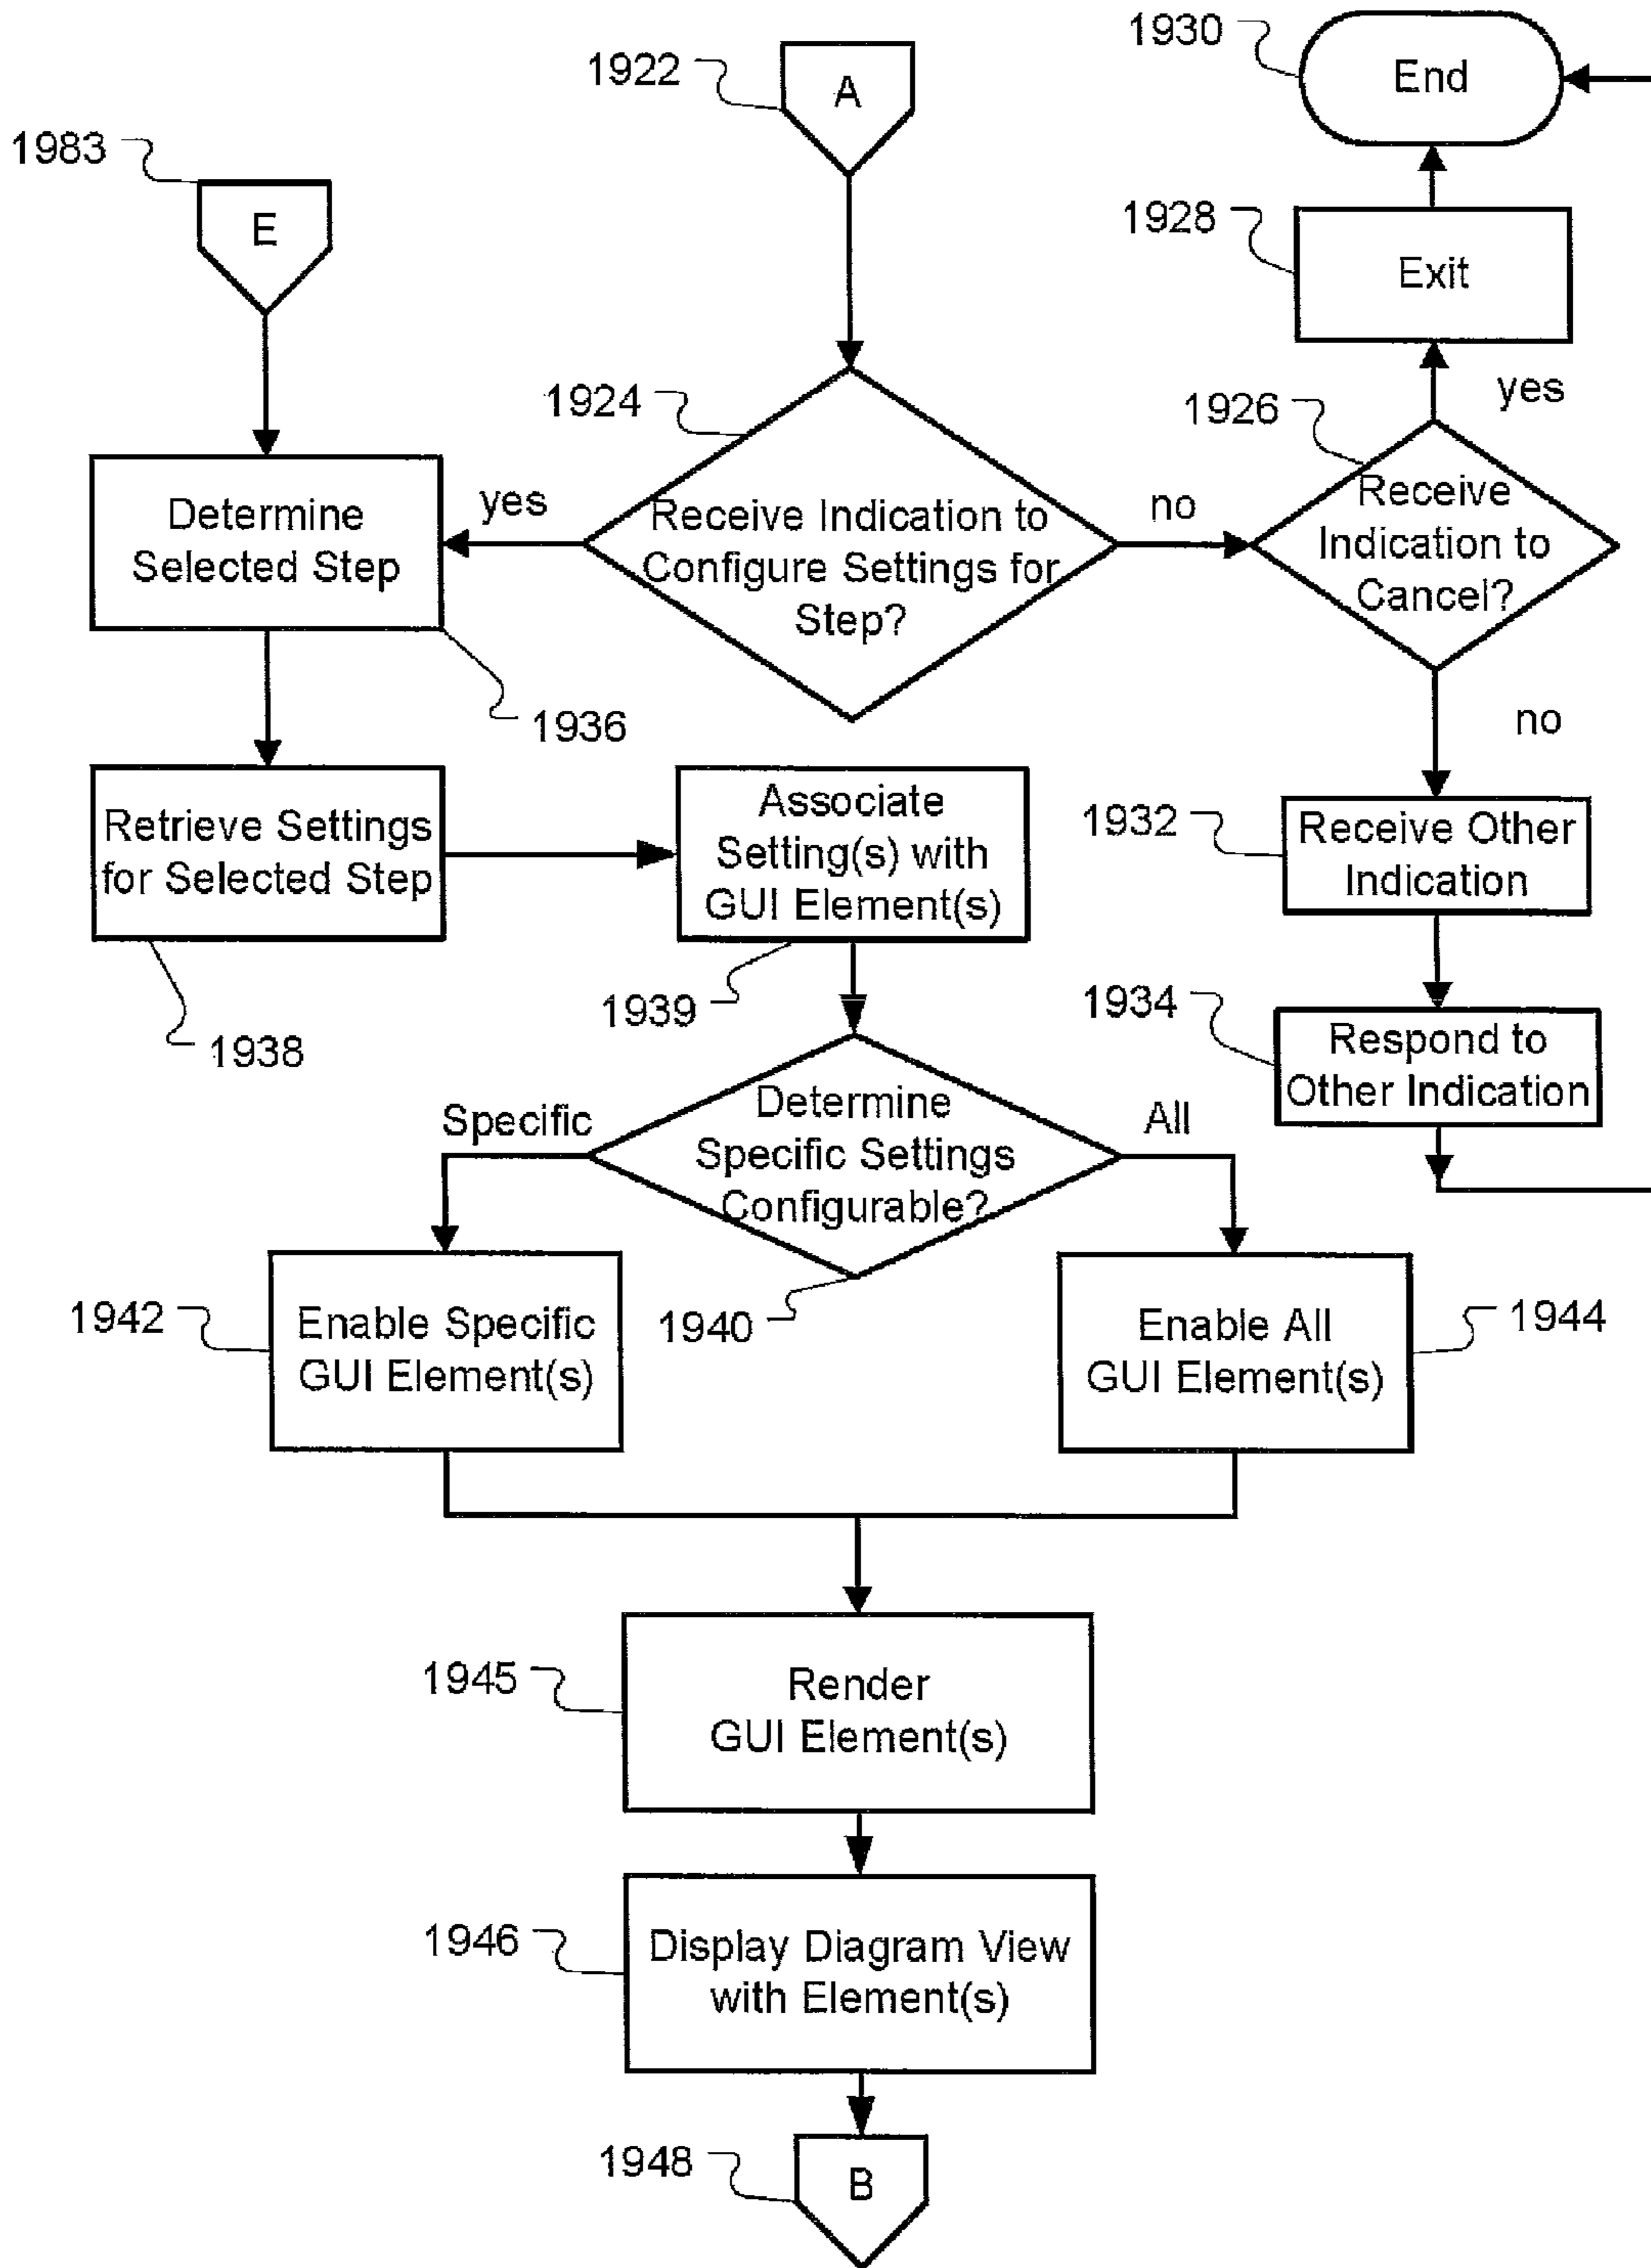 1930
End
1922
A
1983
E
1928
Exit
1924
Receive Indication to
Configure Settings for
Step?
yes
no
1926
yes
Receive
Indication to
Cancel?
no
Determine
Selected Step
1936
Retrieve Settings
for Selected Step
1938
Associate
Setting(s) with
GUI Element(s)
1939
1932
Receive Other
Indication
1934
Respond to
Other Indication
Determine
Specific Settings
Configurable?
Specific
All
1940
1942
Enable Specific
GUI Element(s)
Enable All
GUI Element(s)
1944
1945
Render
GUI Element(s)
1946
Display Diagram View
with Element(s)
1948
B